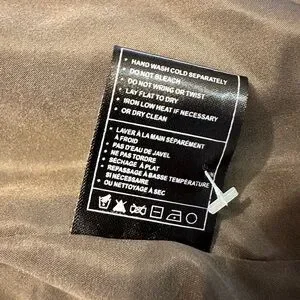 • HAND WASH COLD SEPARATELY
• DO NOT BLEACH
• DO NOT WRING OR TWIST
• LAY FLAT TO DRY
• IRON LOW HEAT IF NECESSARY
• OR DRY CLEAN
• LAVER À LA MAIN SÉPARÉMENT
À FROID
• PAS D'EAU DE JAVEL
• NE PAS TORDRE
• SÉCHAGE À PLAT
• REPASSAGE À BASSE TEMPÉRATURE
SI NÉCESSAIRE
• OU NETTOYAGE À SEC